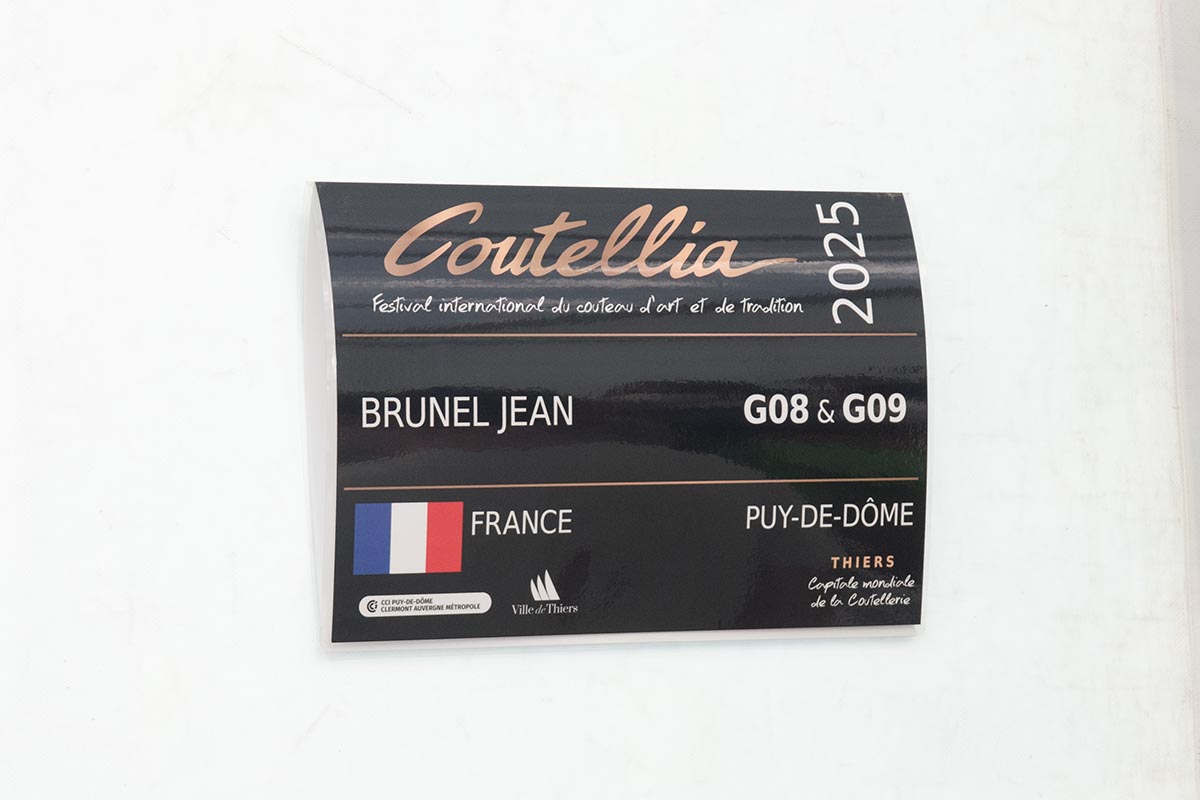 Coutellia
2025
Festival international du couteau d'art et de tradition
BRUNEL JEAN
G08 & G09
FRANCE
PUY-DE-DÔME
THIERS
Capitale mondiale
de la Coutellerie
CCI PUY-DE-DÔME
CLERMONT AUVERGNE MÉTROPOLE
Ville de Thiers